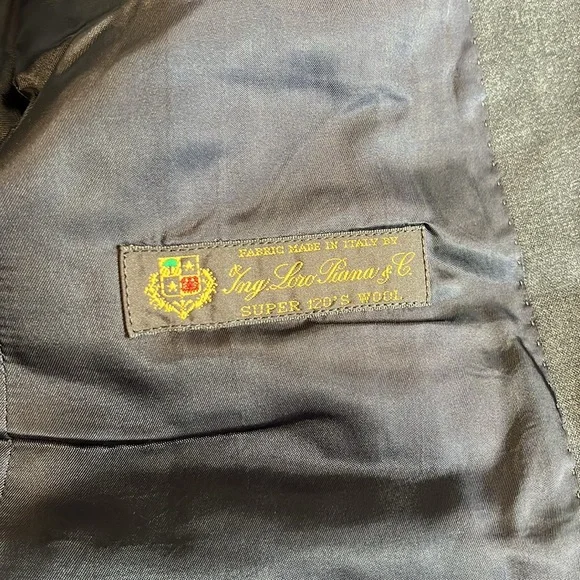 FABRIC MADE IN ITALY BY
Ing. Loro Piana & C.
SUPER 120'S WOOL